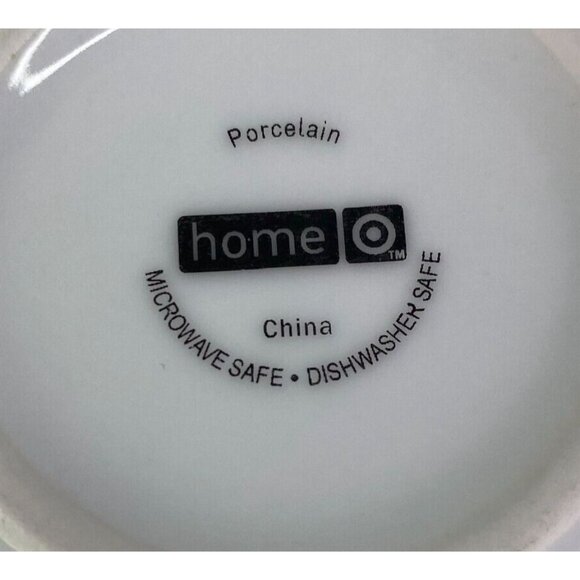 Porcelain
home TM
China
MICROWAVE SAFE • DISHWASHER SAFE